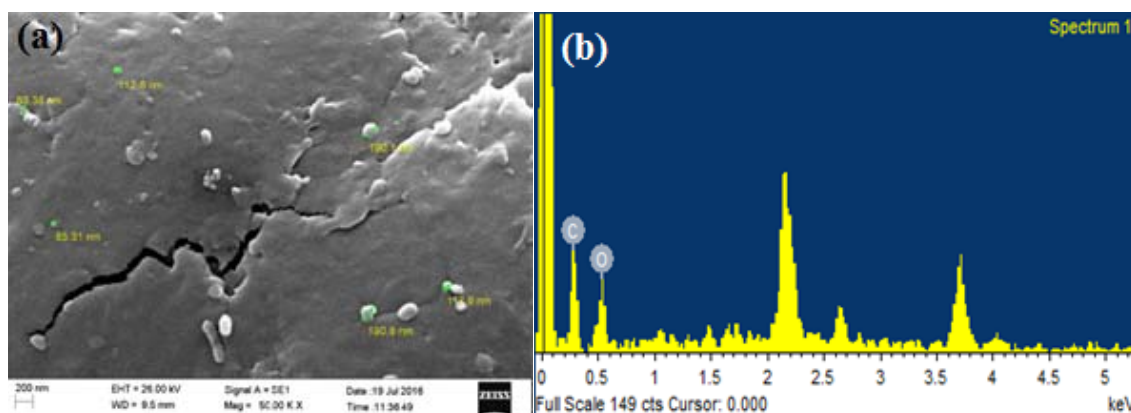 (a)
112.6 nm
83.31 nm
190.8 nm
200 nm
EHT = 26.00 kV
Signal A = SE1
Date :19 Jul 2016
ZEISS
WD = 9.5 mm
Mag = 50.00 K X
Time :11:36:49
(b)
Spectrum 1
C
O
0 0.5 1 1.5 2 2.5 3 3.5 4 4.5 5
Full Scale 149 cts Cursor: 0.000
keV